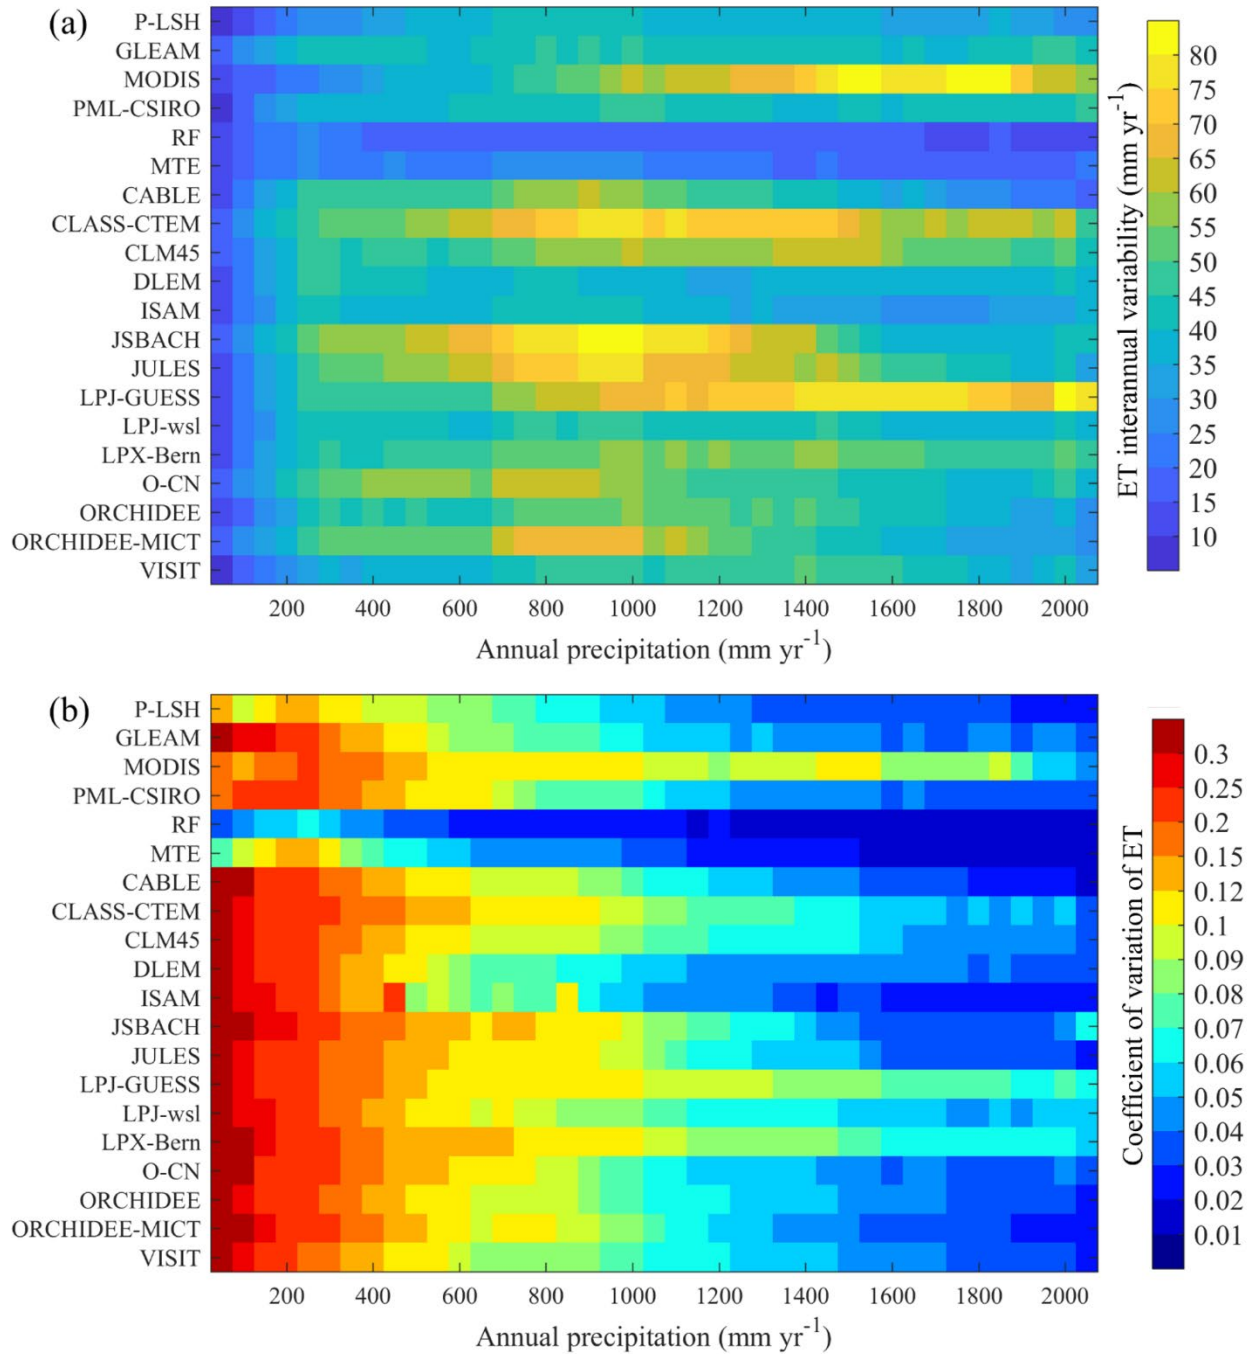 (a)
P-LSH
GLEAM
MODIS
PML-CSIRO
RF
MTE
CABLE
CLASS-CTEM
CLM45
DLEM
ISAM
JSBACH
JULES
LPJ-GUESS
LPJ-wsl
LPX-Bern
O-CN
ORCHIDEE
ORCHIDEE-MICT
VISIT
200 400 600 800 1000 1200 1400 1600 1800 2000
Annual precipitation (mm yr⁻¹)
80
75
70
65
60
50
40
30
20
15
10
ET interannual variability (mm yr⁻¹)
(b)
P-LSH
GLEAM
MODIS
PML-CSIRO
RF
MTE
CABLE
CLASS-CTEM
CLM45
DLEM
ISAM
JSBACH
JULES
LPJ-GUESS
LPJ-wsl
LPX-Bern
O-CN
ORCHIDEE
ORCHIDEE-MICT
VISIT
200 400 600 800 1000 1200 1400 1600 1800 2000
Annual precipitation (mm yr⁻¹)
0.3
0.25
0.2
0.15
0.12
0.1
0.09
0.08
0.07
0.06
0.05
0.04
0.03
0.02
0.01
Coefficient of variation of ET